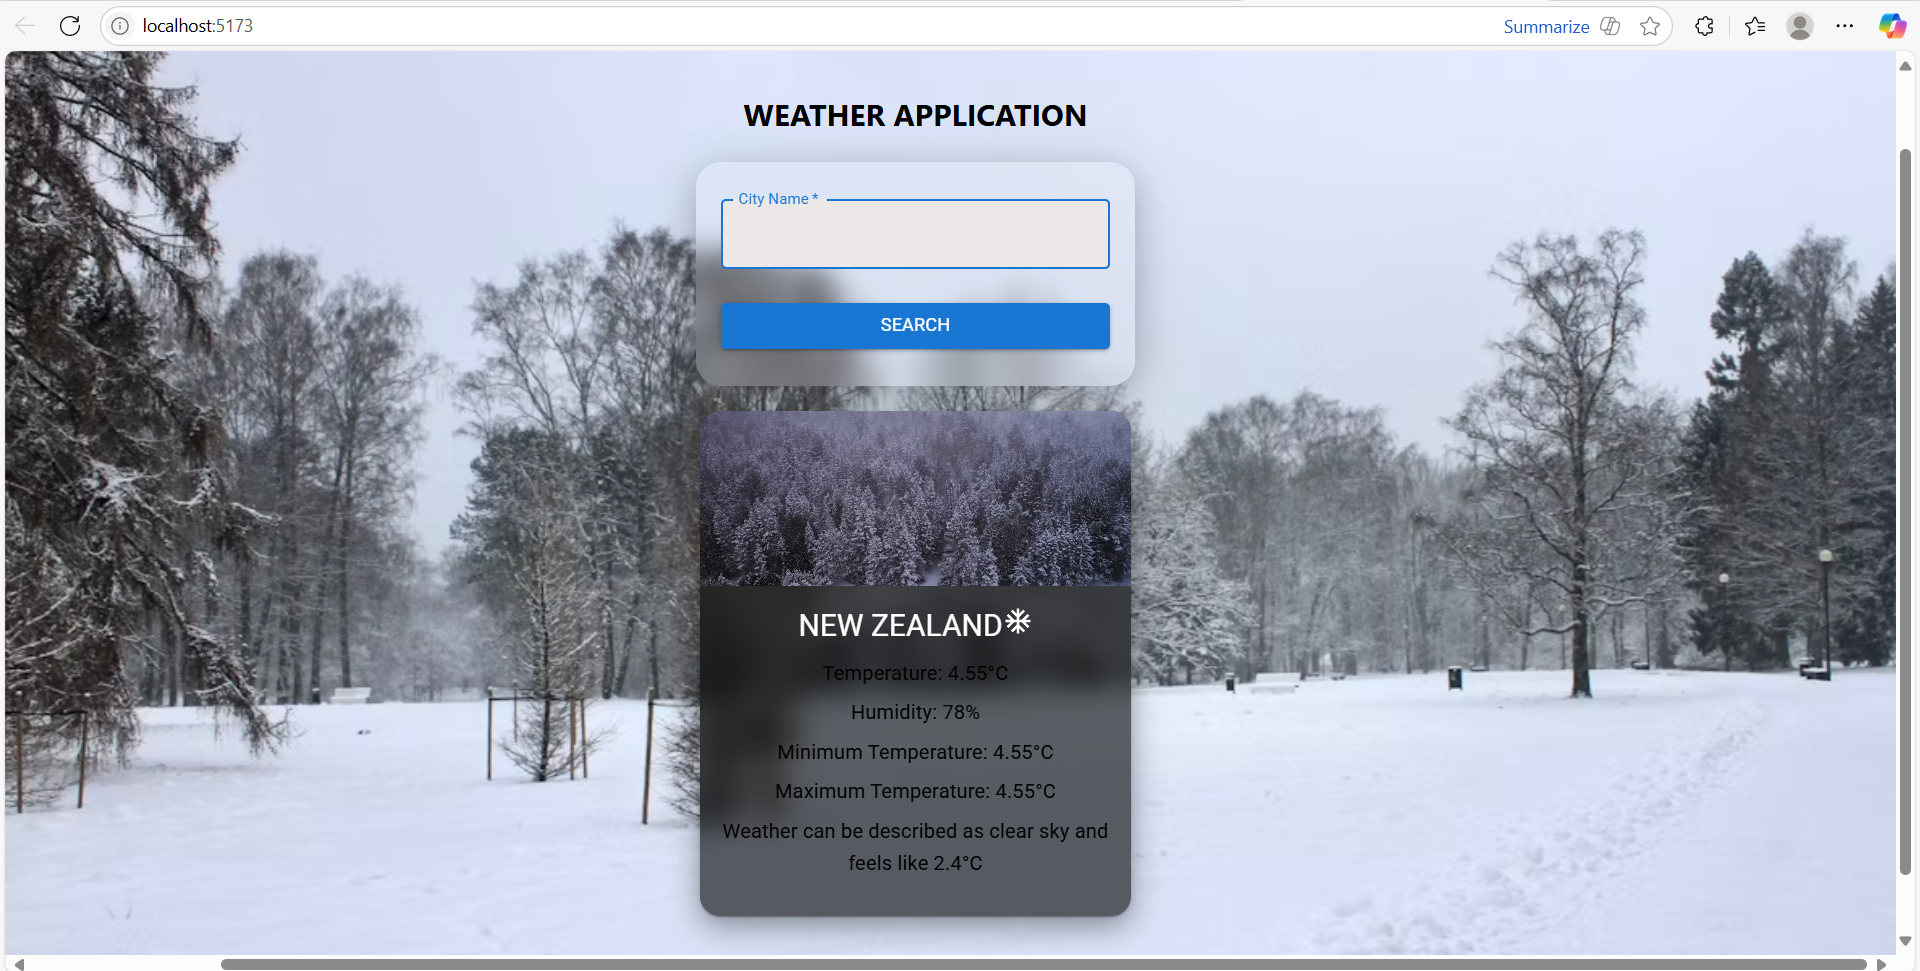 localhost:5173
Summarize
WEATHER APPLICATION
City Name *
SEARCH
NEW ZEALAND
Temperature: 4.55°C
Humidity: 78%
Minimum Temperature: 4.55°C
Maximum Temperature: 4.55°C
Weather can be described as clear sky and
feels like 2.4°C